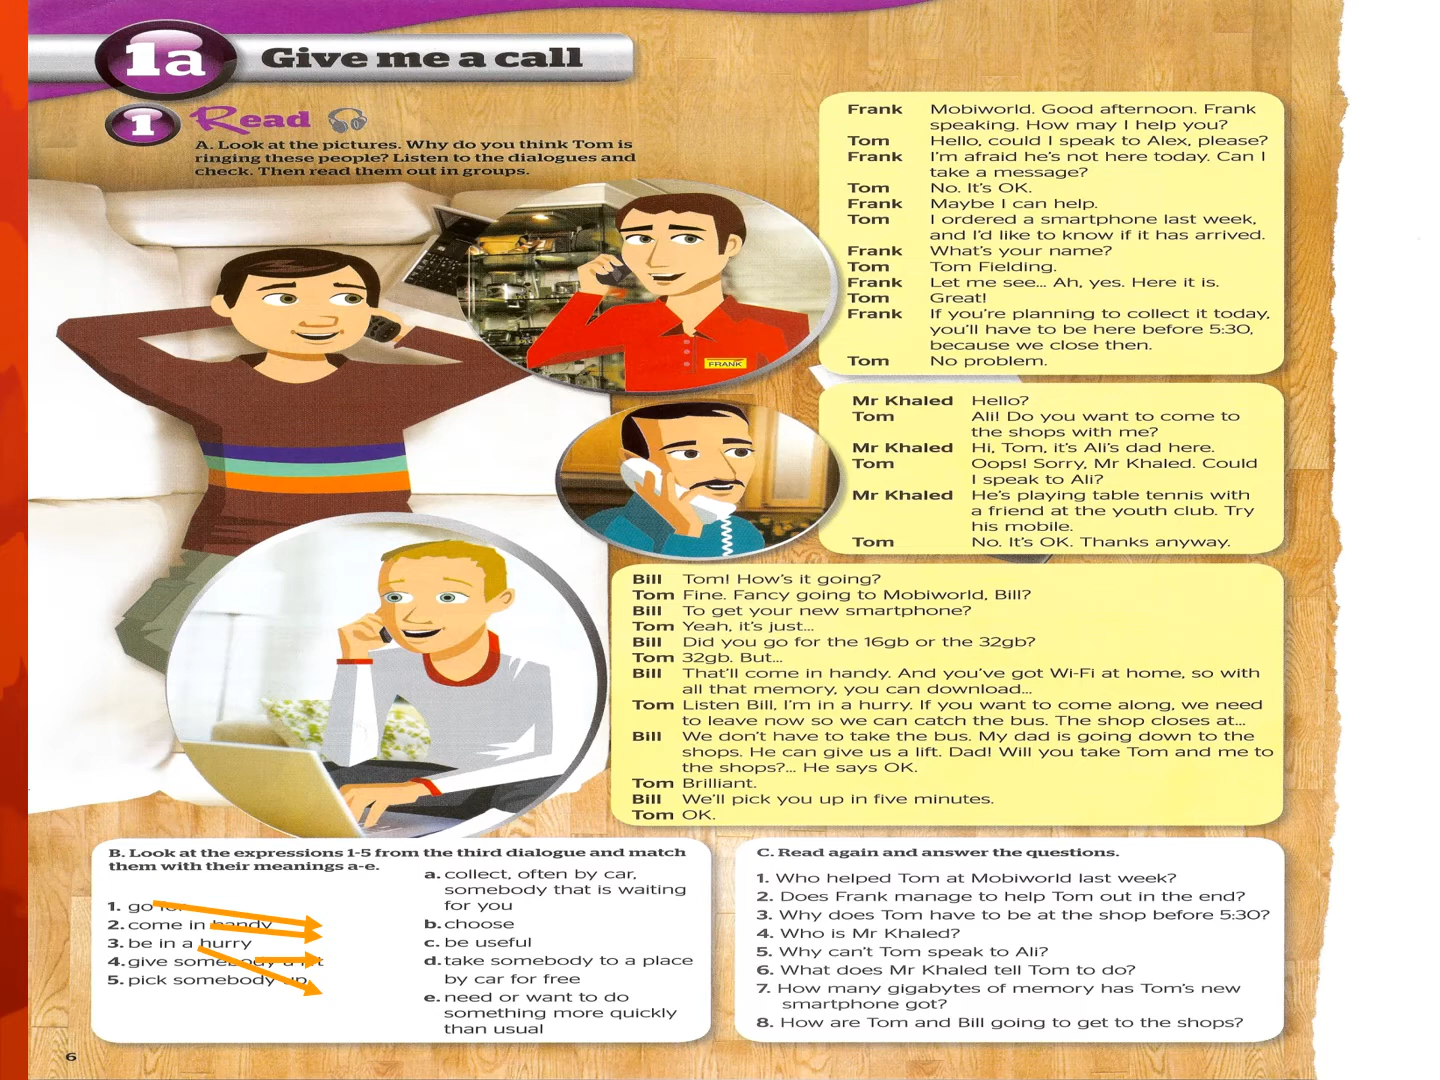 1a Give me a call
1 Read
A. Look at the pictures. Why do you think Tom is
ringing these people? Listen to the dialogues and
check. Then read them out in groups.
FRANK
Frank Mobiworld. Good afternoon. Frank
speaking. How may I help you?
Tom Hello, could I speak to Alex, please?
Frank I'm afraid he's not here today. Can I
take a message?
Tom No. It's OK.
Frank Maybe I can help.
Tom I ordered a smartphone last week,
and I'd like to know if it has arrived.
Frank What's your name?
Tom Tom Fielding.
Frank Let me see... Ah, yes. Here it is.
Tom Great!
Frank If you're planning to collect it today,
you'll have to be here before 5:30,
because we close then.
Tom No problem.
Mr Khaled Hello?
Tom Ali! Do you want to come to
the shops with me?
Mr Khaled Hi, Tom, it's Ali's dad here.
Tom Oops! Sorry, Mr Khaled. Could
I speak to Ali?
Mr Khaled He's playing table tennis with
a friend at the youth club. Try
his mobile.
Tom No. It's OK. Thanks anyway.
Bill Tom! How's it going?
Tom Fine. Fancy going to Mobiworld, Bill?
Bill To get your new smartphone?
Tom Yeah, it's just...
Bill Did you go for the 16gb or the 32gb?
Tom 32gb. But...
Bill That'll come in handy. And you've got Wi-Fi at home, so with
all that memory, you can download...
Tom Listen Bill, I'm in a hurry. If you want to come along, we need
to leave now so we can catch the bus. The shop closes at...
Bill We don't have to take the bus. My dad is going down to the
shops. He can give us a lift. Dad! Will you take Tom and me to
the shops?... He says OK.
Tom Brilliant.
Bill We'll pick you up in five minutes.
Tom OK.
B. Look at the expressions 1-5 from the third dialogue and match
them with their meanings a-e.
1. go for
2. come in handy
3. be in a hurry
4. give somebody a lift
5. pick somebody up
a. collect, often by car,
somebody that is waiting
for you
b. choose
c. be useful
d. take somebody to a place
by car for free
e. need or want to do
something more quickly
than usual
C. Read again and answer the questions.
1. Who helped Tom at Mobiworld last week?
2. Does Frank manage to help Tom out in the end?
3. Why does Tom have to be at the shop before 5:30?
4. Who is Mr Khaled?
5. Why can't Tom speak to Ali?
6. What does Mr Khaled tell Tom to do?
7. How many gigabytes of memory has Tom's new
smartphone got?
8. How are Tom and Bill going to get to the shops?
6